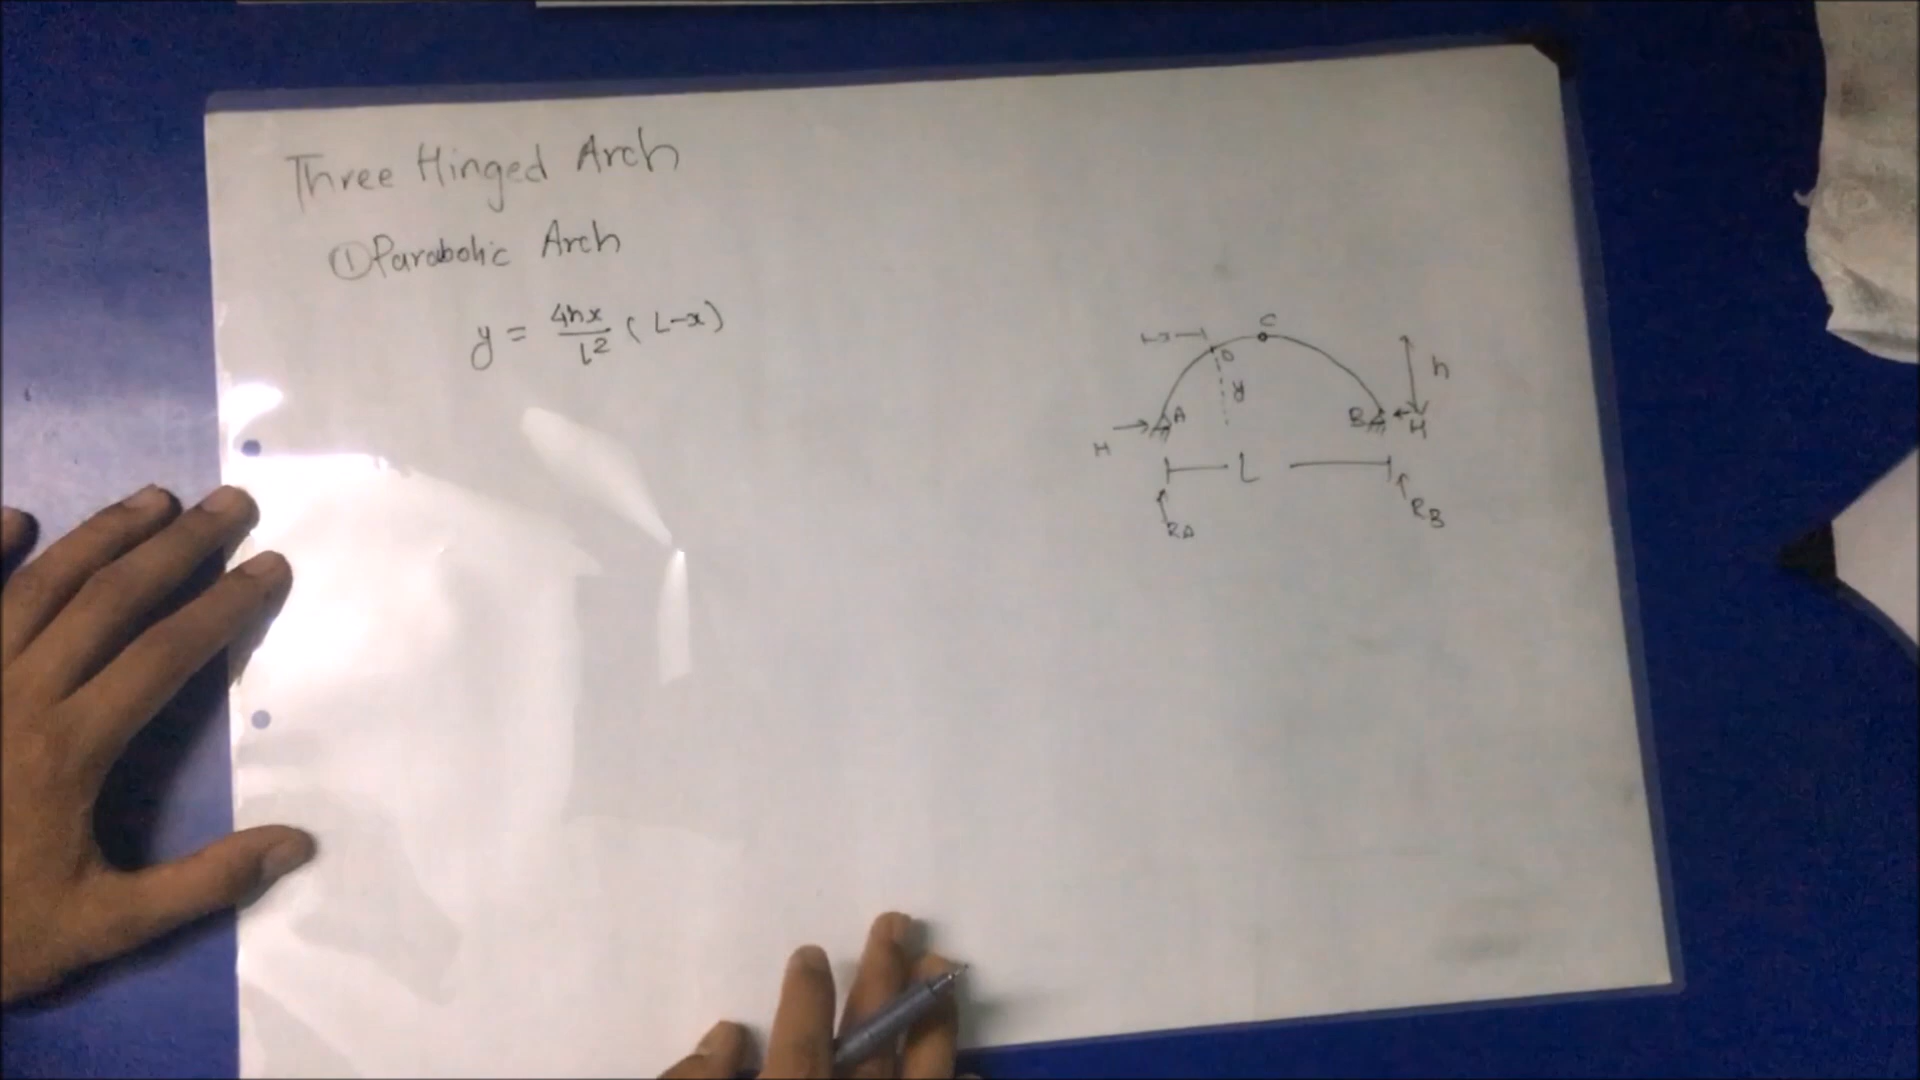 Three Hinged Arch
① Parabolic Arch
y = 4hx/L² (L-x)
C
x
D
y
h
A
B
H
H
L
RA
RB